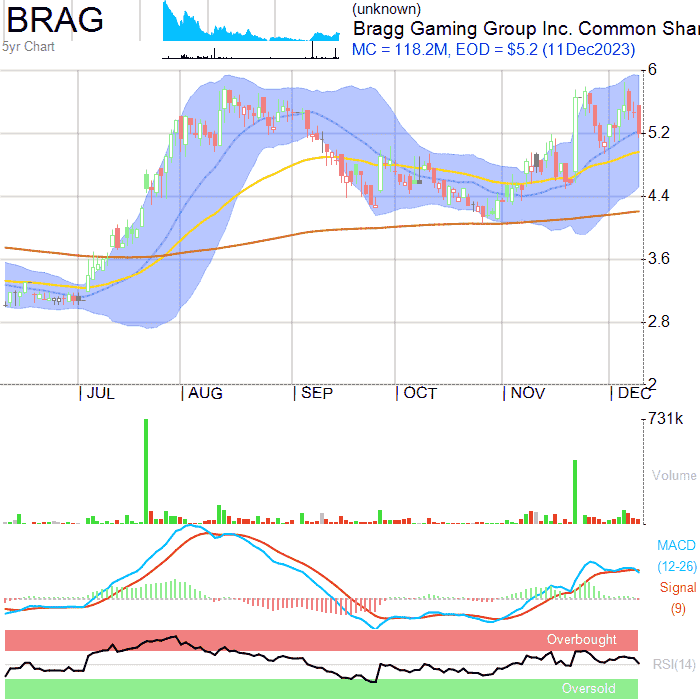 BRAG
5yr Chart
(unknown)
Bragg Gaming Group Inc. Common Shar
MC = 118.2M, EOD = $5.2 (11Dec2023)
6
5.2
4.4
3.6
2.8
2
JUL AUG SEP OCT NOV DEC
731k
Volume
MACD
(12-26)
Signal
(9)
Overbought
RSI(14)
Oversold